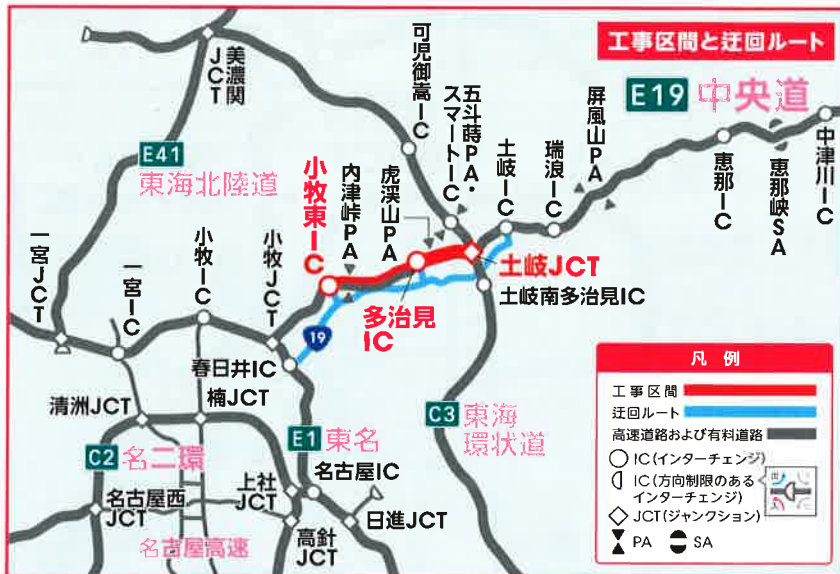 工事区間と迂回ルート
E19 中央道
美濃関JCT
可児御嵩IC
五斗蒔PA・スマートIC
土岐IC
瑞浪IC
屏風山PA
恵那IC
恵那峡SA
中津川IC
E41
東海北陸道
小牧東IC
内津峠PA
虎渓山PA
一宮JCT
一宮IC
小牧IC
小牧JCT
土岐JCT
土岐南多治見IC
多治見IC
19
春日井IC
楠JCT
清洲JCT
C2 名二環
E1 東名
C3 東海環状道
名古屋IC
上社JCT
名古屋西JCT
日進JCT
高針JCT
名古屋高速
凡例
工事区間
迂回ルート
高速道路および有料道路
IC(インターチェンジ)
IC(方向制限のあるインターチェンジ)
JCT(ジャンクション)
PA
SA